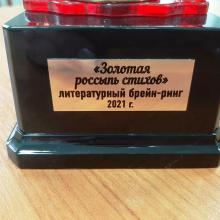 «Золотая
россыпь стихов»
литературный брейн-ринг
2021 г.